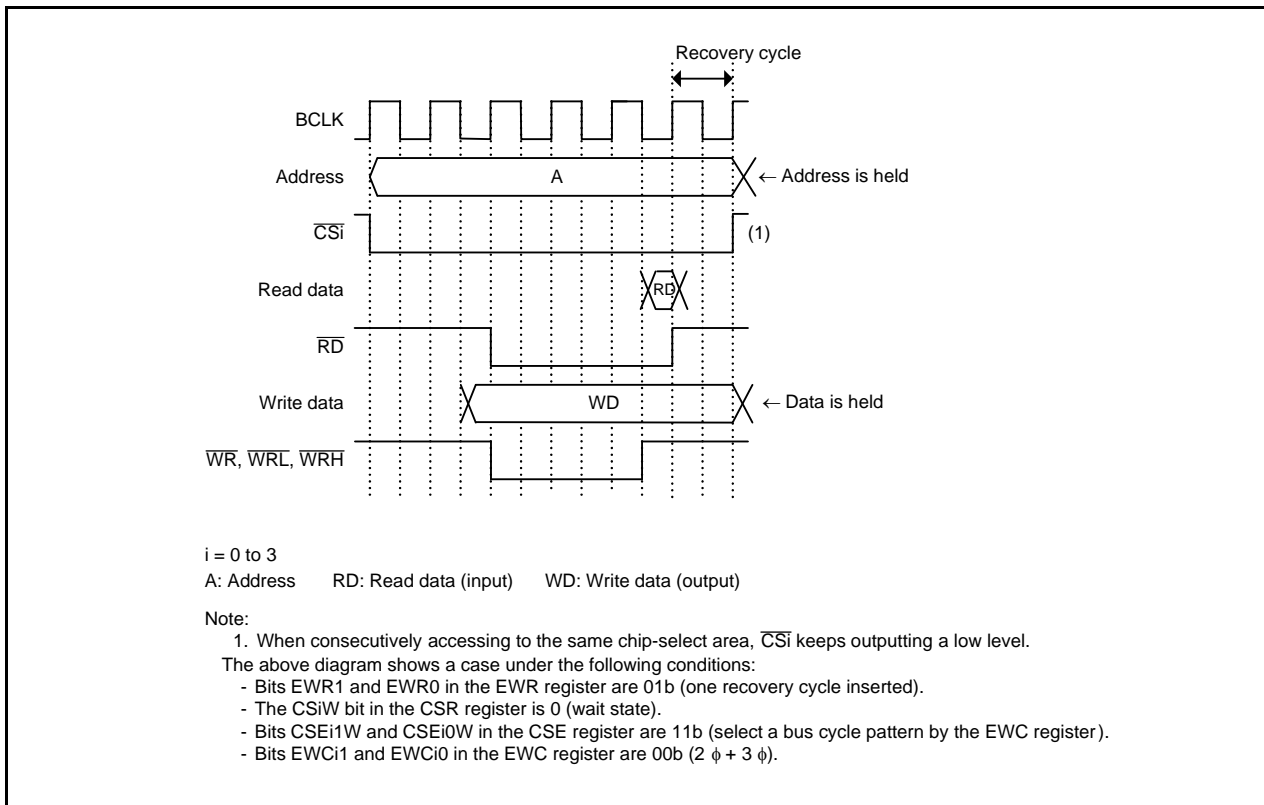 Recovery cycle
BCLK
Address A ← Address is held
CSi (1)
Read data RD
RD
Write data WD ← Data is held
WR, WRL, WRH
i = 0 to 3
A: Address RD: Read data (input) WD: Write data (output)
Note:
1. When consecutively accessing to the same chip-select area, CSi keeps outputting a low level.
The above diagram shows a case under the following conditions:
- Bits EWR1 and EWR0 in the EWR register are 01b (one recovery cycle inserted).
- The CSiW bit in the CSR register is 0 (wait state).
- Bits CSEi1W and CSEi0W in the CSE register are 11b (select a bus cycle pattern by the EWC register).
- Bits EWCi1 and EWCi0 in the EWC register are 00b (2 ϕ + 3 ϕ).